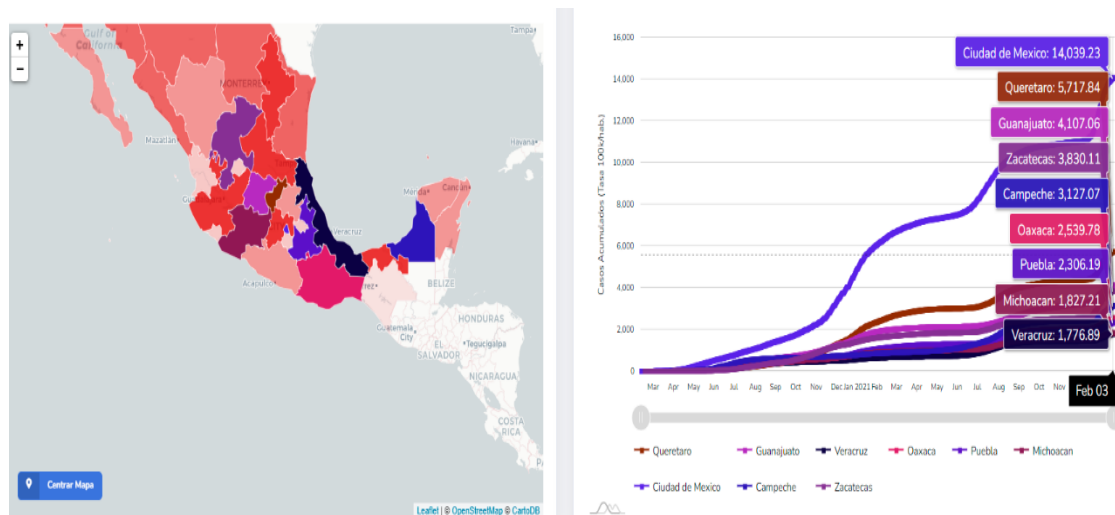 Gulf of
California
+
−
MONTERREY
Mazatlán
Tampa
Havana
Mérida
Cancún
Veracruz
Acapulco
BELIZE
Guatemala
City
HONDURAS
EL
SALVADOR
Tegucigalpa
NICARAGUA
COSTA
RICA
Centrar Mapa
Leaflet | © OpenStreetMap © CartoDB
Tampa
Casos Acumulados (Tasa 100k/hab.)
16,000
14,000
12,000
10,000
8,000
6,000
4,000
2,000
0
Ciudad de Mexico: 14,039.23
Queretaro: 5,717.84
Guanajuato: 4,107.06
Zacatecas: 3,830.11
Campeche: 3,127.07
Oaxaca: 2,539.78
Puebla: 2,306.19
Michoacan: 1,827.21
Veracruz: 1,776.89
Mar Apr May Jun Jul Aug Sep Oct Nov Dec Jan 2021 Feb Mar Apr May Jun Jul Aug Sep Oct Nov
Feb 03
Queretaro Guanajuato Veracruz Oaxaca Puebla Michoacan
Ciudad de Mexico Campeche Zacatecas